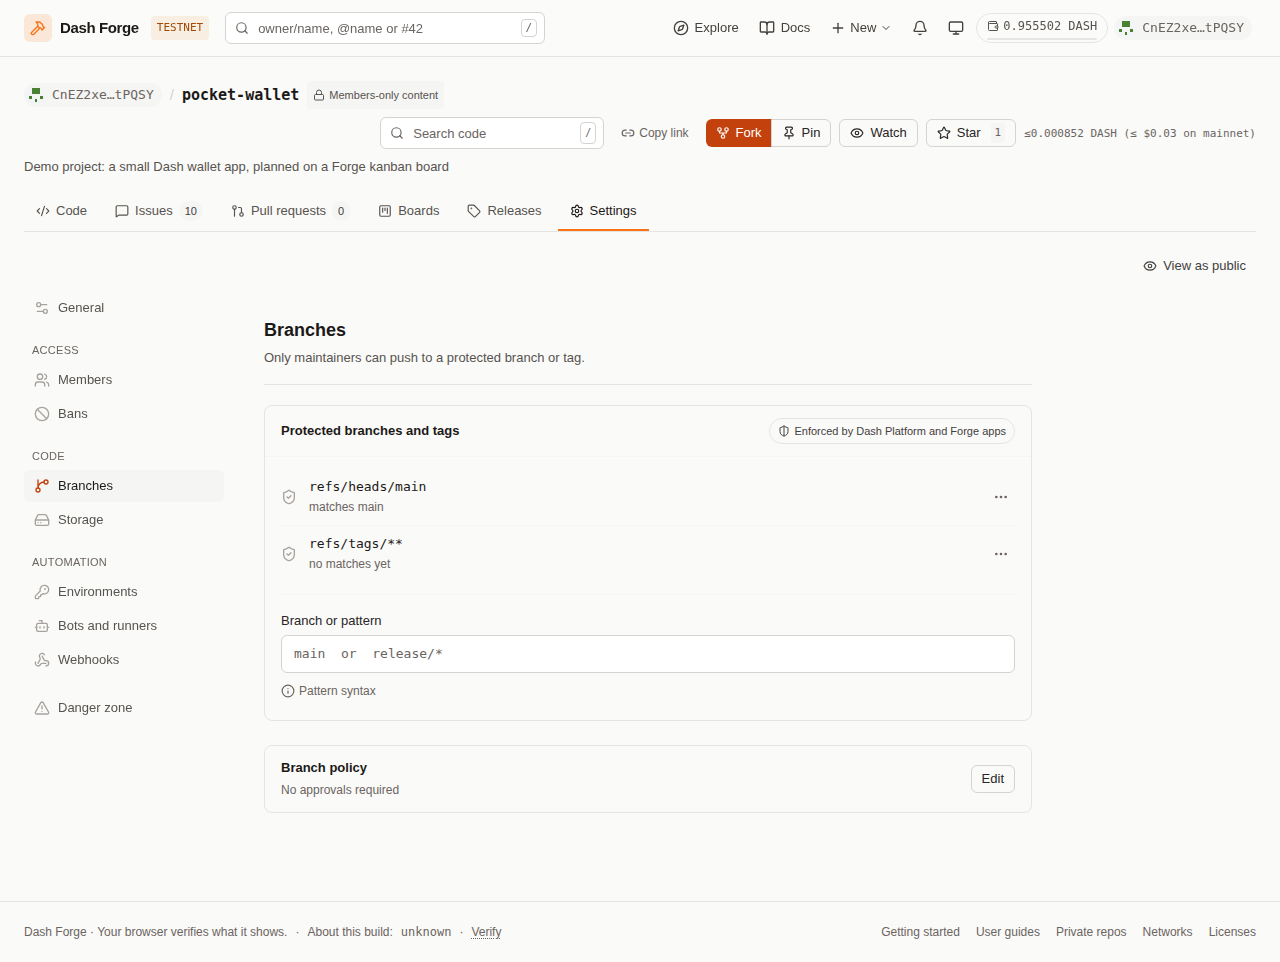 Dash Forge TESTNET owner/name, @name or #42 / Explore Docs New 0.955502 DASH CnEZ2xe…tPQSY
CnEZ2xe…tPQSY / pocket-wallet Members-only content
Search code / Copy link Fork Pin Watch Star 1 ≤0.000852 DASH (≤ $0.03 on mainnet)
Demo project: a small Dash wallet app, planned on a Forge kanban board
Code Issues 10 Pull requests 0 Boards Releases Settings
View as public
General
ACCESS
Members
Bans
CODE
Branches
Storage
AUTOMATION
Environments
Bots and runners
Webhooks
Danger zone
Branches
Only maintainers can push to a protected branch or tag.
Protected branches and tags Enforced by Dash Platform and Forge apps
refs/heads/main
matches main
refs/tags/**
no matches yet
Branch or pattern
main or release/*
Pattern syntax
Branch policy
No approvals required
Edit
Dash Forge · Your browser verifies what it shows. · About this build: unknown · Verify Getting started User guides Private repos Networks Licenses